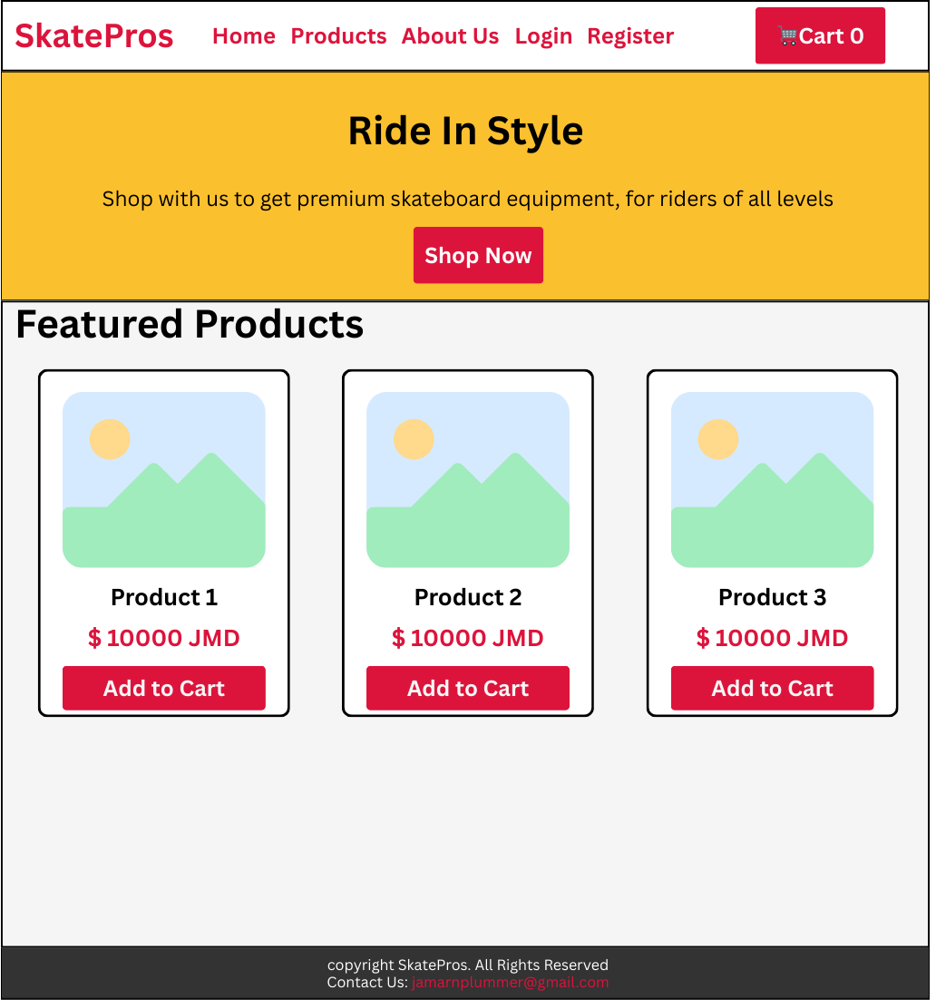 SkatePros Home Products About Us Login Register 🛒Cart 0
Ride In Style
Shop with us to get premium skateboard equipment, for riders of all levels
Shop Now
Featured Products
Product 1
$ 10000 JMD
Add to Cart
Product 2
$ 10000 JMD
Add to Cart
Product 3
$ 10000 JMD
Add to Cart
copyright SkatePros. All Rights Reserved
Contact Us: jamarnplummer@gmail.com